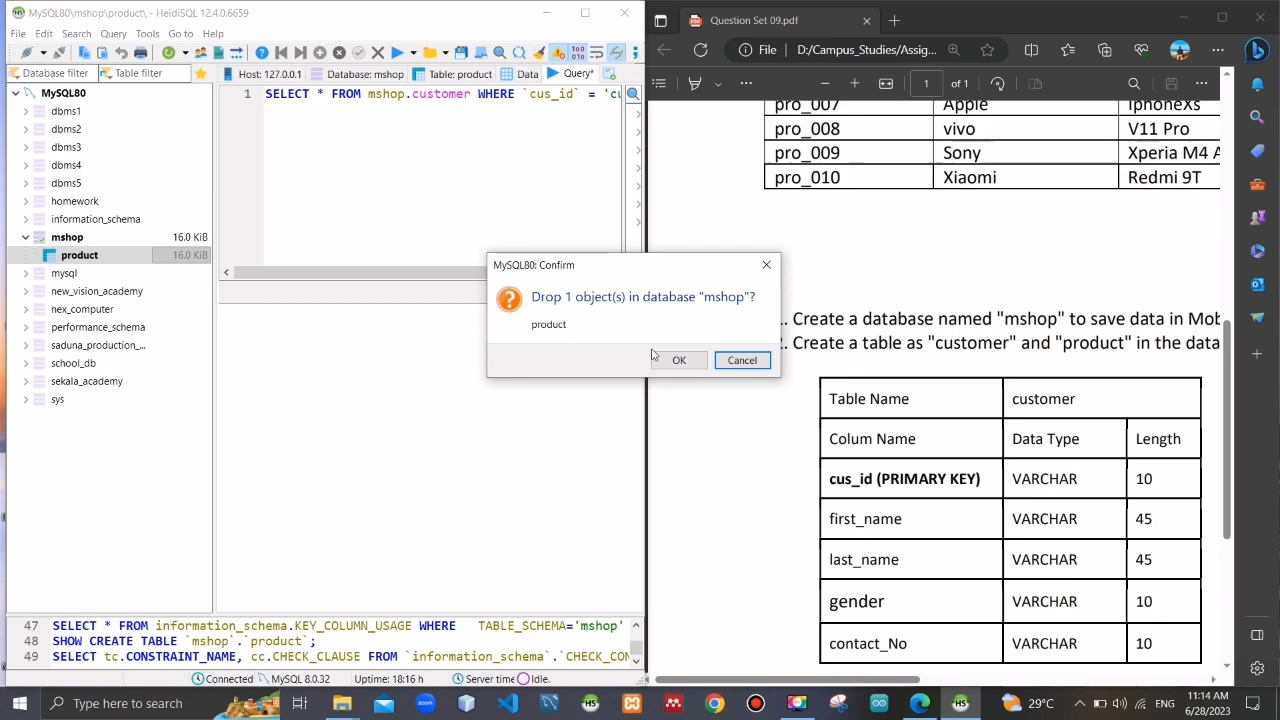 MySQL80\mshop\product\ - HeidiSQL 12.4.0.6659
File Edit Search Query Tools Go to Help
Database filter
Table filter
Host: 127.0.0.1
Database: mshop
Table: product
Data
Query*
MySQL80
dbms1
dbms2
dbms3
dbms4
dbms5
homework
information_schema
mshop 16.0 KiB
product 16.0 KiB
mysql
new_vision_academy
nex_computer
performance_schema
saduna_production_...
school_db
sekala_academy
sys
1 SELECT * FROM mshop.customer WHERE `cus_id` = 'cu
MySQL80: Confirm
Drop 1 object(s) in database "mshop"?
product
OK
Cancel
47 SELECT * FROM information_schema.KEY_COLUMN_USAGE WHERE TABLE_SCHEMA='mshop'
48 SHOW CREATE TABLE `mshop`.`product`;
49 SELECT tc.CONSTRAINT_NAME, cc.CHECK_CLAUSE FROM `information_schema`.`CHECK_CON
Connected
MySQL 8.0.32
Uptime: 18:16 h
Server time
Idle.
Question Set 09.pdf
File D:/Campus_Studies/Assig...
1 of 1
pro_007 Apple IphoneXs
pro_008 vivo V11 Pro
pro_009 Sony Xperia M4 A
pro_010 Xiaomi Redmi 9T
. Create a database named "mshop" to save data in Mob
. Create a table as "customer" and "product" in the data
Table Name customer
Colum Name Data Type Length
cus_id (PRIMARY KEY) VARCHAR 10
first_name VARCHAR 45
last_name VARCHAR 45
gender VARCHAR 10
contact_No VARCHAR 10
Type here to search
zoom
HS
29°C
ENG
11:14 AM
6/28/2023